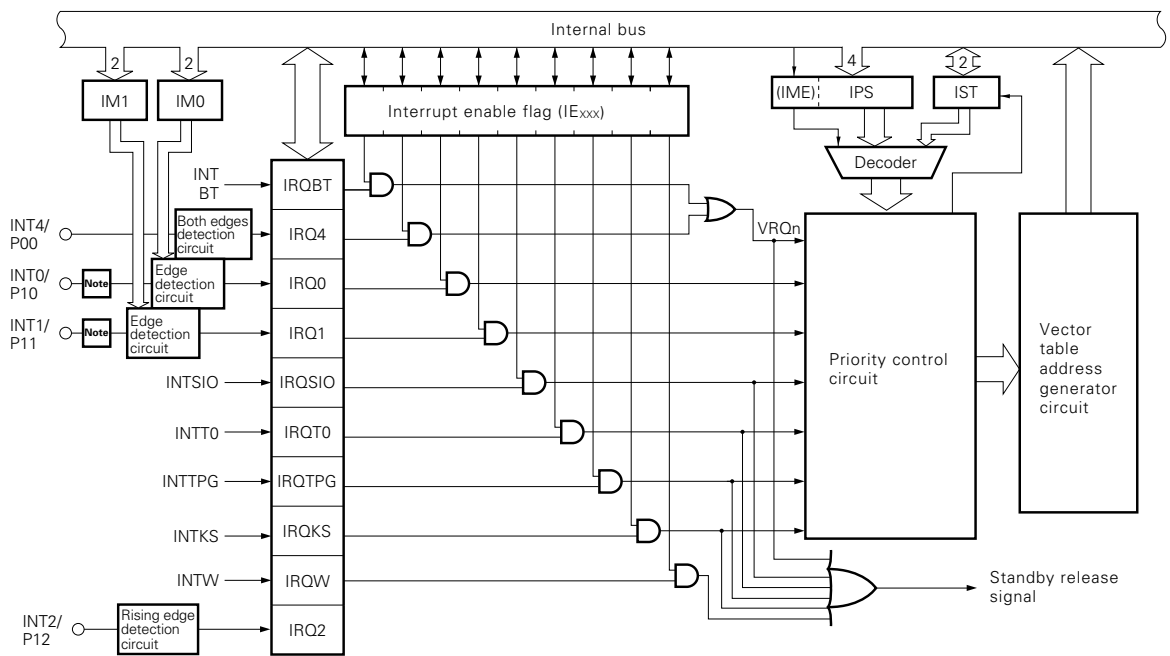 Internal bus
2
2
4
2
IM1
IM0
Interrupt enable flag (IExxx)
(IME)
IPS
IST
Decoder
INT
BT
IRQBT
INT4/
P00
Both edges
detection
circuit
IRQ4
VRQn
INT0/
P10
Note
Edge
detection
circuit
IRQ0
INT1/
P11
Note
Edge
detection
circuit
IRQ1
Priority control
circuit
Vector
table
address
generator
circuit
INTSIO
IRQSIO
INTT0
IRQT0
INTTPG
IRQTPG
INTKS
IRQKS
INTW
IRQW
Standby release
signal
INT2/
P12
Rising edge
detection
circuit
IRQ2